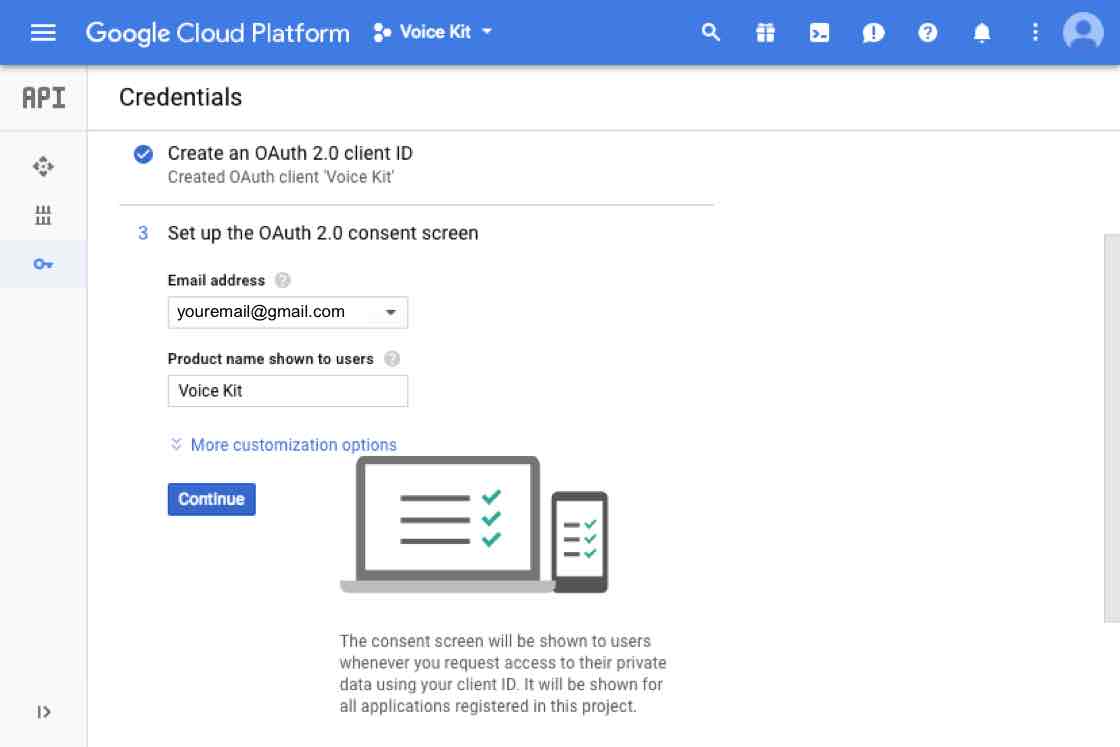 Google Cloud Platform Voice Kit
API
Credentials
Create an OAuth 2.0 client ID
Created OAuth client 'Voice Kit'
3 Set up the OAuth 2.0 consent screen
Email address ?
youremail@gmail.com
Product name shown to users ?
Voice Kit
More customization options
Continue
The consent screen will be shown to users
whenever you request access to their private
data using your client ID. It will be shown for
all applications registered in this project.